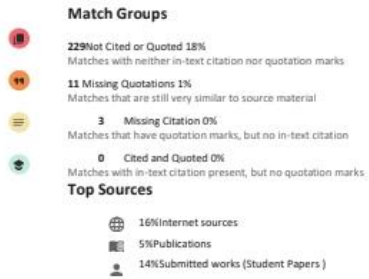 Match Groups
229Not Cited or Quoted 18%
Matches with neither in-text citation nor quotation marks
11 Missing Quotations 1%
Matches that are still very similar to source material
3 Missing Citation 0%
Matches that have quotation marks, but no in-text citation
0 Cited and Quoted 0%
Matches with in-text citation present, but no quotation marks
Top Sources
16%Internet sources
5%Publications
14%Submitted works (Student Papers )